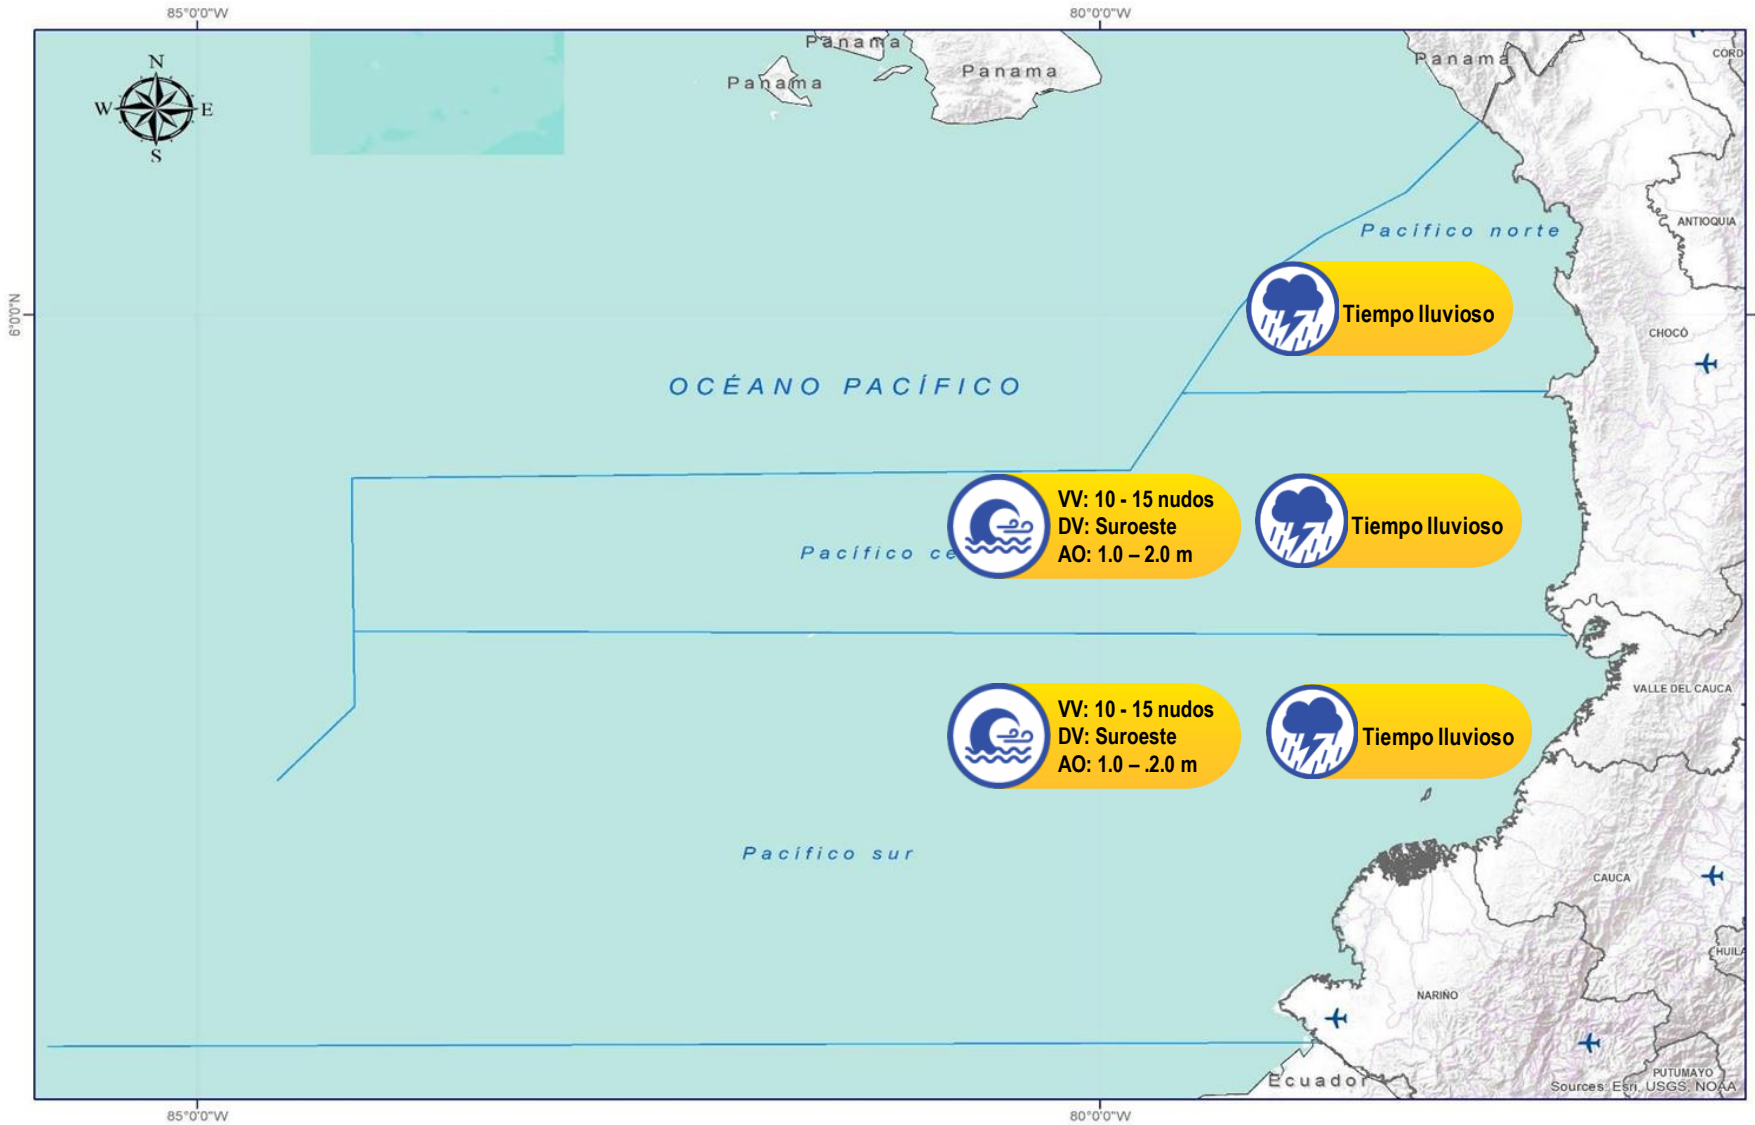 85°0'0"W
80°0'0"W
N
W
E
S
Panama
Panama
Panama
Panama
ANTIOQUIA
Pacífico norte
6°0'0"N
Tiempo lluvioso
CHOCÓ
OCÉANO PACÍFICO
VV: 10 - 15 nudos
DV: Suroeste
AO: 1.0 – 2.0 m
Tiempo lluvioso
Pacífico ce
VALLE DEL CAUCA
VV: 10 - 15 nudos
DV: Suroeste
AO: 1.0 – .2.0 m
Tiempo lluvioso
Pacífico sur
CAUCA
HUILA
NARIÑO
PUTUMAYO
Ecuador
Sources: Esri, USGS, NOAA
85°0'0"W
80°0'0"W